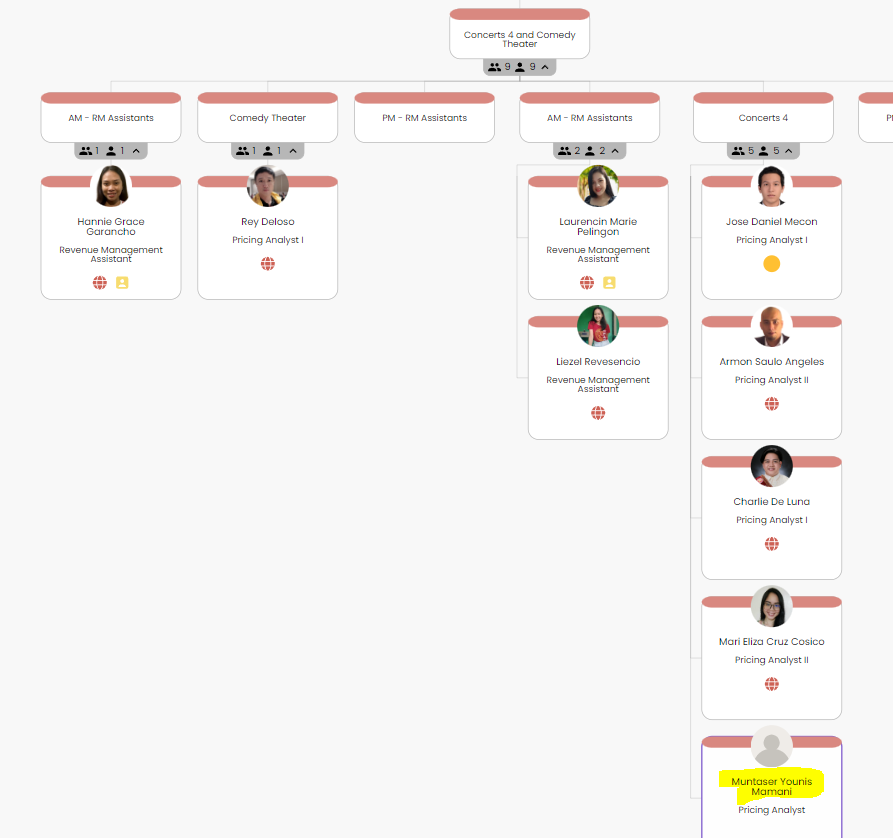 Concerts 4 and Comedy
Theater
9 9
AM - RM Assistants
Comedy Theater
PM - RM Assistants
AM - RM Assistants
Concerts 4
1 1
1 1
2 2
5 5
Hannie Grace
Garancho
Revenue Management
Assistant
Rey Deloso
Pricing Analyst I
Laurencin Marie
Pelingon
Revenue Management
Assistant
Liezel Revesencio
Revenue Management
Assistant
Jose Daniel Mecon
Pricing Analyst I
Armon Saulo Angeles
Pricing Analyst II
Charlie De Luna
Pricing Analyst I
Mari Eliza Cruz Cosico
Pricing Analyst II
Muntaser Younis
Mamani
Pricing Analyst